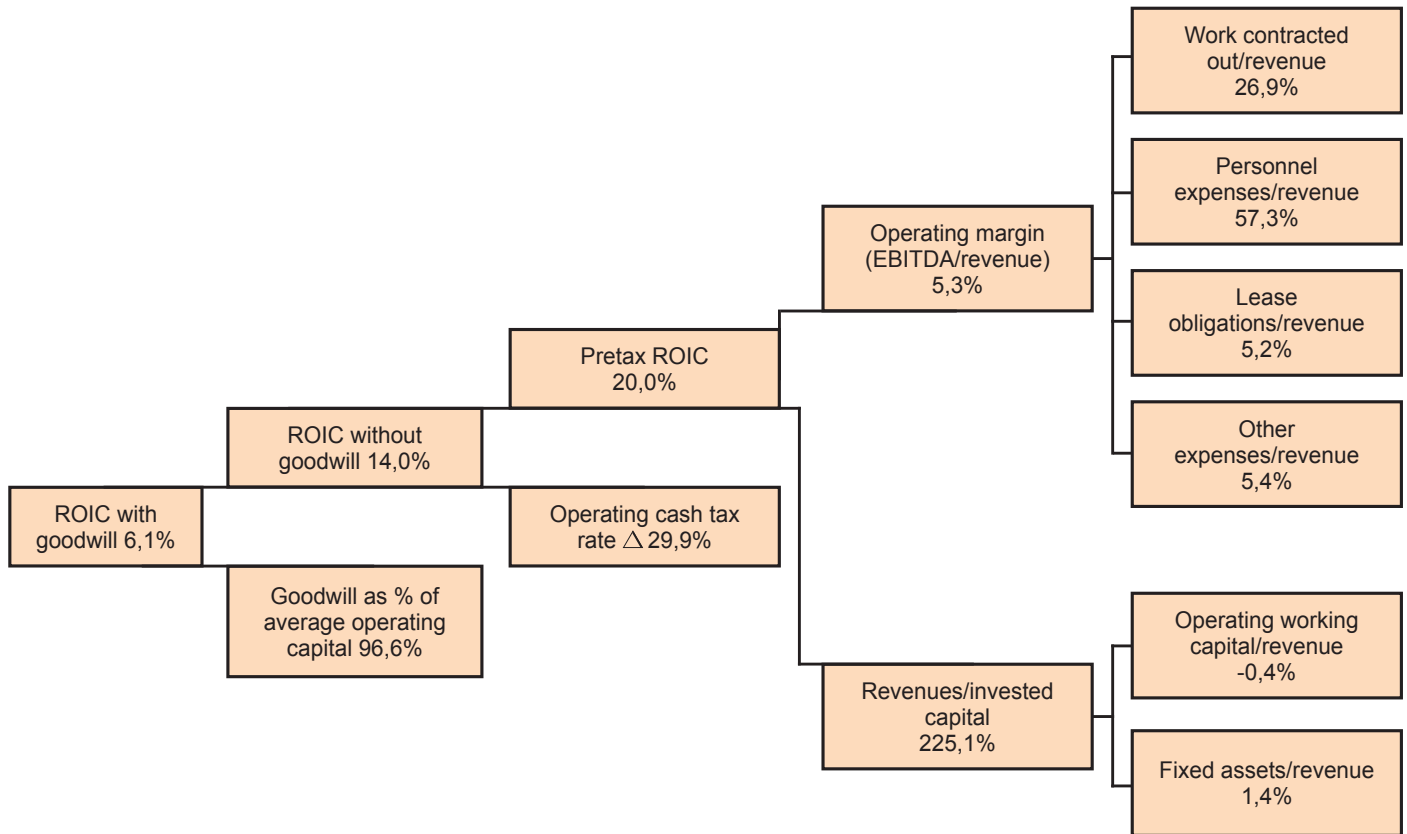 Work contracted
out/revenue
26,9%
Personnel
expenses/revenue
57,3%
Operating margin
(EBITDA/revenue)
5,3%
Lease
obligations/revenue
5,2%
Pretax ROIC
20,0%
Other
expenses/revenue
5,4%
ROIC without
goodwill 14,0%
ROIC with
goodwill 6,1%
Operating cash tax
rate △ 29,9%
Goodwill as % of
average operating
capital 96,6%
Operating working
capital/revenue
-0,4%
Revenues/invested
capital
225,1%
Fixed assets/revenue
1,4%